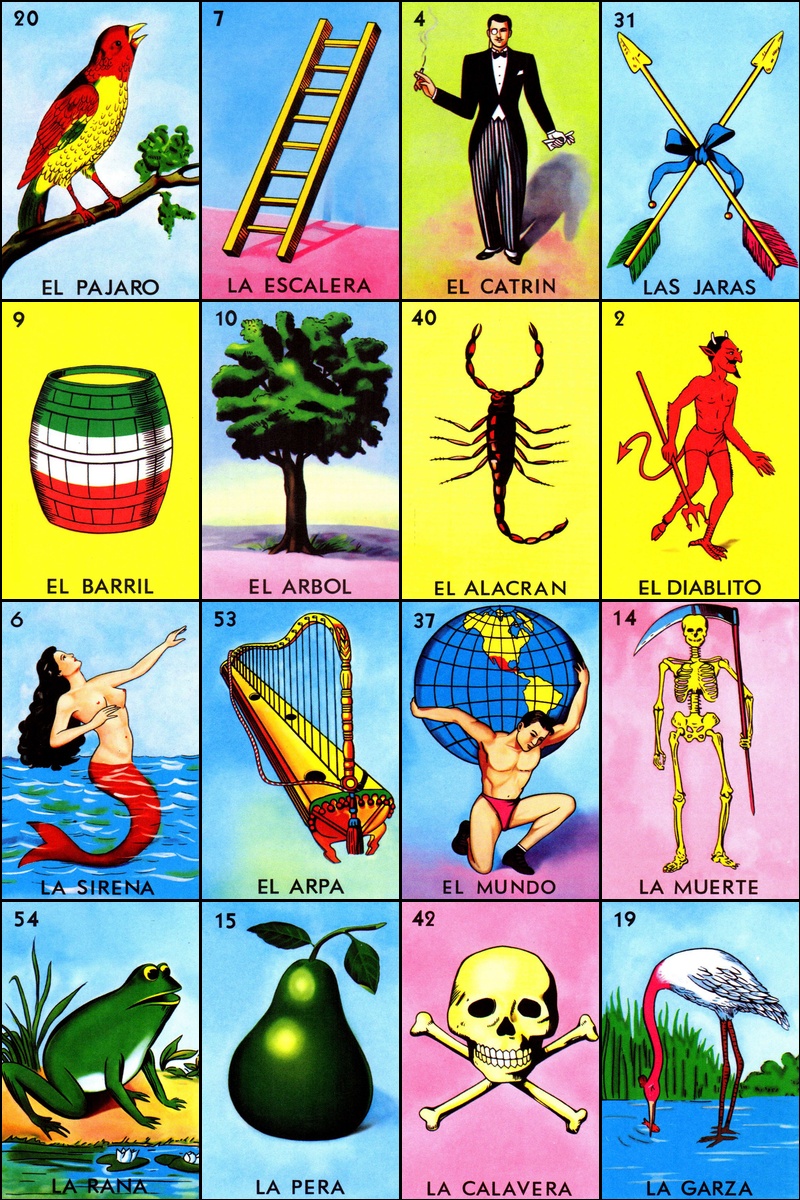 20
EL PAJARO
7
LA ESCALERA
4
EL CATRIN
31
LAS JARAS
9
EL BARRIL
10
EL ARBOL
40
EL ALACRAN
2
EL DIABLITO
6
LA SIRENA
53
EL ARPA
37
EL MUNDO
14
LA MUERTE
54
LA RANA
15
LA PERA
42
LA CALAVERA
19
LA GARZA